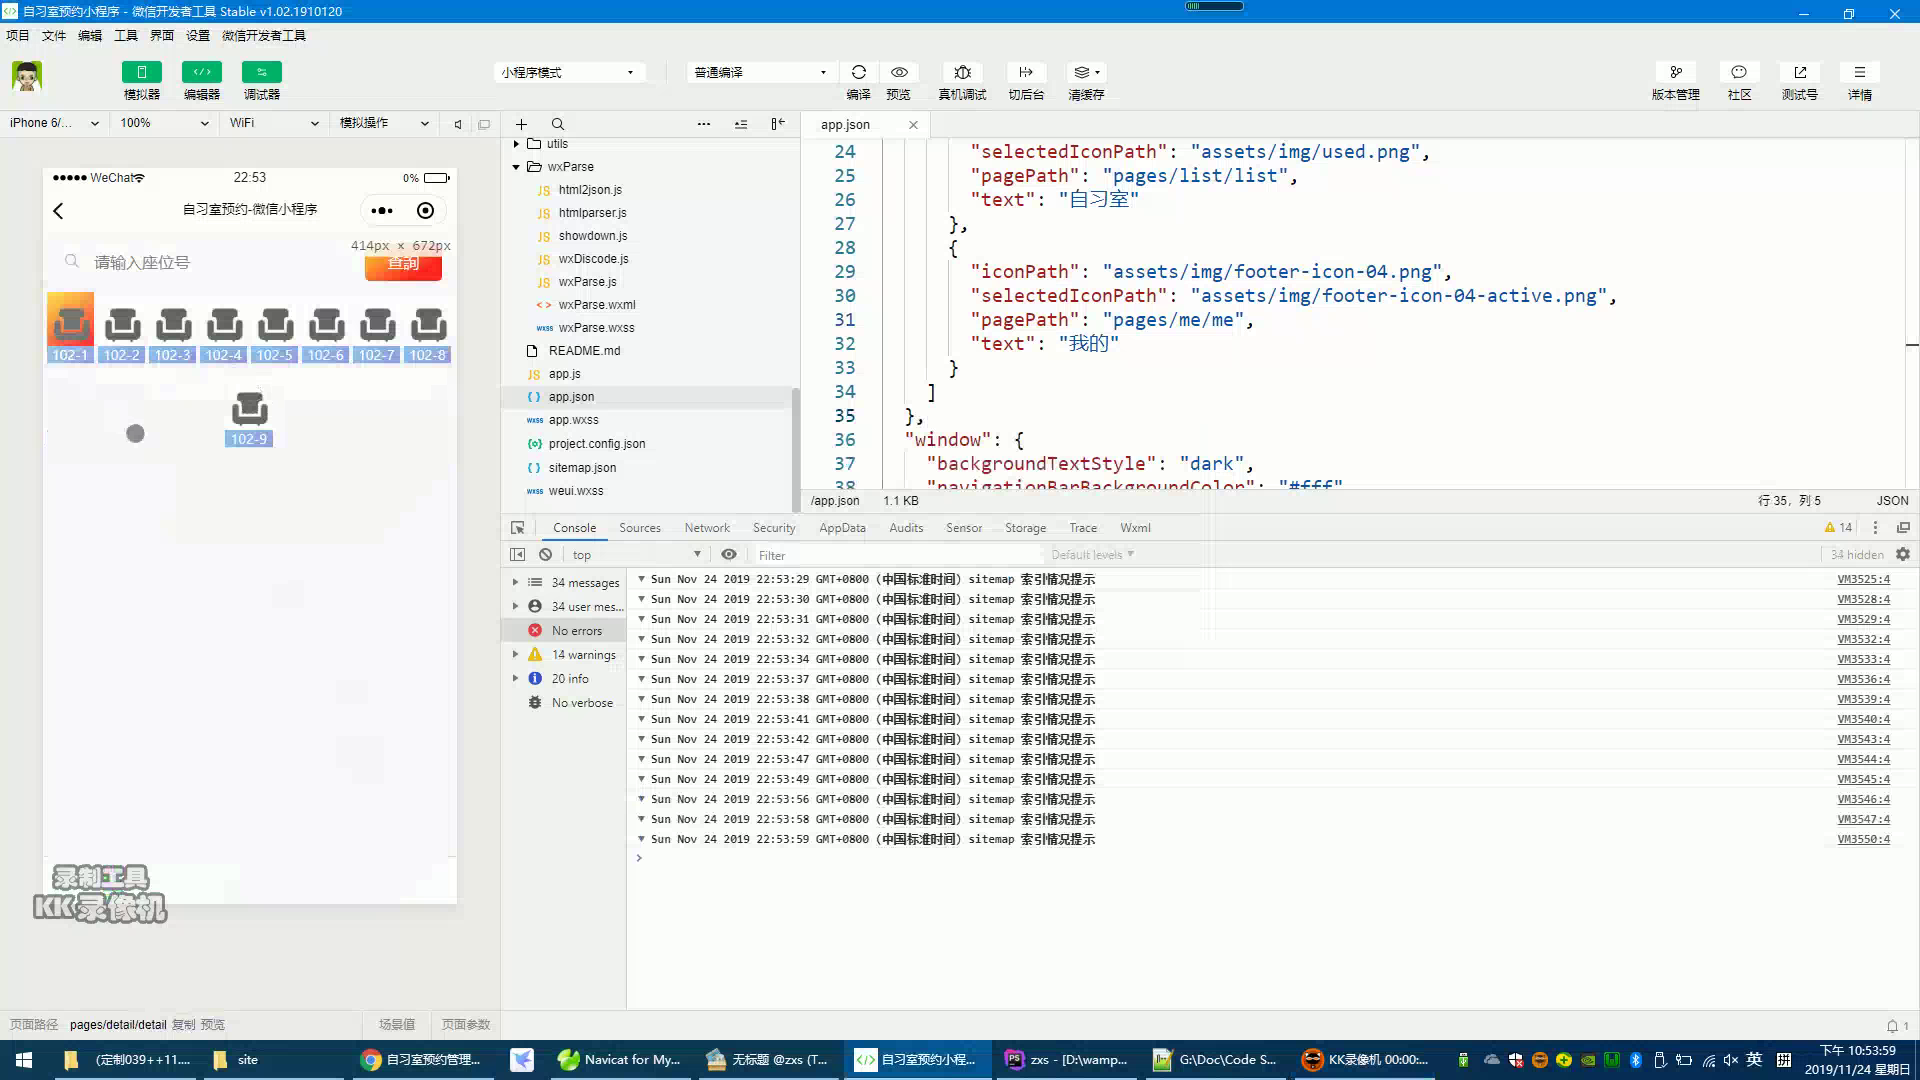 自习室预约小程序 - 微信开发者工具 Stable v1.02.1910120
项目 文件 编辑 工具 界面 设置 微信开发者工具
模拟器 编辑器 调试器
小程序模式
普通编译
编译 预览 真机调试 切后台 清缓存
版本管理 社区 测试号 详情
iPhone 6/... 100% WiFi 模拟操作
WeChat 22:53 0%
自习室预约-微信小程序
414px × 672px
请输入座位号 查詢
102-1 102-2 102-3 102-4 102-5 102-6 102-7 102-8
102-9
录制工具
KK录像机
页面路径 pages/detail/detail 复制 预览 场景值 页面参数
utils
wxParse
JS html2json.js
JS htmlparser.js
JS showdown.js
JS wxDiscode.js
JS wxParse.js
<> wxParse.wxml
wxss wxParse.wxss
README.md
JS app.js
{ } app.json
wxss app.wxss
{o} project.config.json
{ } sitemap.json
wxss weui.wxss
app.json
24 "selectedIconPath": "assets/img/used.png",
25 "pagePath": "pages/list/list",
26 "text": "自习室"
27 },
28 {
29 "iconPath": "assets/img/footer-icon-04.png",
30 "selectedIconPath": "assets/img/footer-icon-04-active.png",
31 "pagePath": "pages/me/me",
32 "text": "我的"
33 }
34 ]
35 },
36 "window": {
37 "backgroundTextStyle": "dark",
38 "navigationBarBackgroundColor": "#fff"
/app.json 1.1 KB 行 35，列 5 JSON
Console Sources Network Security AppData Audits Sensor Storage Trace Wxml 14
top Filter Default levels 34 hidden
34 messages
34 user mes...
No errors
14 warnings
20 info
No verbose
Sun Nov 24 2019 22:53:29 GMT+0800 (中国标准时间) sitemap 索引情况提示 VM3525:4
Sun Nov 24 2019 22:53:30 GMT+0800 (中国标准时间) sitemap 索引情况提示 VM3528:4
Sun Nov 24 2019 22:53:31 GMT+0800 (中国标准时间) sitemap 索引情况提示 VM3529:4
Sun Nov 24 2019 22:53:32 GMT+0800 (中国标准时间) sitemap 索引情况提示 VM3532:4
Sun Nov 24 2019 22:53:34 GMT+0800 (中国标准时间) sitemap 索引情况提示 VM3533:4
Sun Nov 24 2019 22:53:37 GMT+0800 (中国标准时间) sitemap 索引情况提示 VM3536:4
Sun Nov 24 2019 22:53:38 GMT+0800 (中国标准时间) sitemap 索引情况提示 VM3539:4
Sun Nov 24 2019 22:53:41 GMT+0800 (中国标准时间) sitemap 索引情况提示 VM3540:4
Sun Nov 24 2019 22:53:42 GMT+0800 (中国标准时间) sitemap 索引情况提示 VM3543:4
Sun Nov 24 2019 22:53:47 GMT+0800 (中国标准时间) sitemap 索引情况提示 VM3544:4
Sun Nov 24 2019 22:53:49 GMT+0800 (中国标准时间) sitemap 索引情况提示 VM3545:4
Sun Nov 24 2019 22:53:56 GMT+0800 (中国标准时间) sitemap 索引情况提示 VM3546:4
Sun Nov 24 2019 22:53:58 GMT+0800 (中国标准时间) sitemap 索引情况提示 VM3547:4
Sun Nov 24 2019 22:53:59 GMT+0800 (中国标准时间) sitemap 索引情况提示 VM3550:4
1
(定制039++11.... site 自习室预约管理... Navicat for My... 无标题 @zxs (T... 自习室预约小程... zxs - [D:\wamp... G:\Doc\Code S... KK录像机 00:00:... 英 拼 下午 10:53:59
2019/11/24 星期日